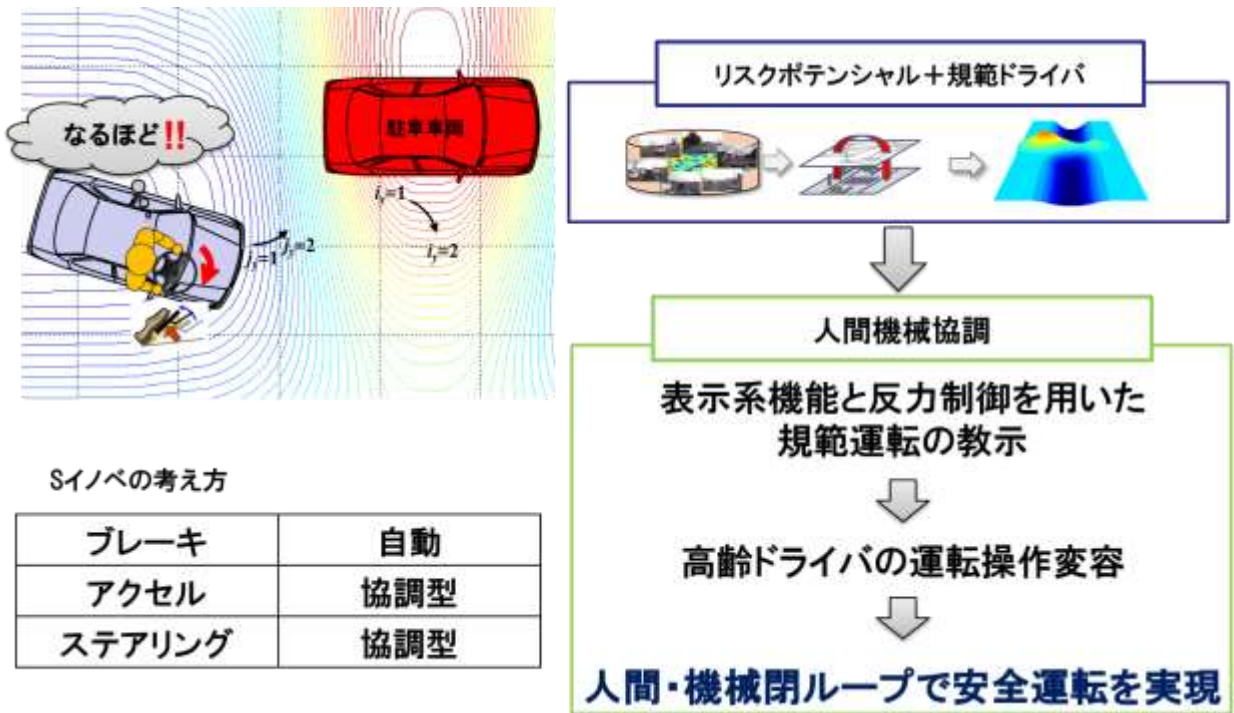 なるほど!!
駐車車両
iy=1
iy=2
jy=1
jy=2
Sイノベの考え方
ブレーキ 自動
アクセル 協調型
ステアリング 協調型
リスクポテンシャル+規範ドライバ
人間機械協調
表示系機能と反力制御を用いた
規範運転の教示
高齢ドライバの運転操作変容
人間・機械閉ループで安全運転を実現